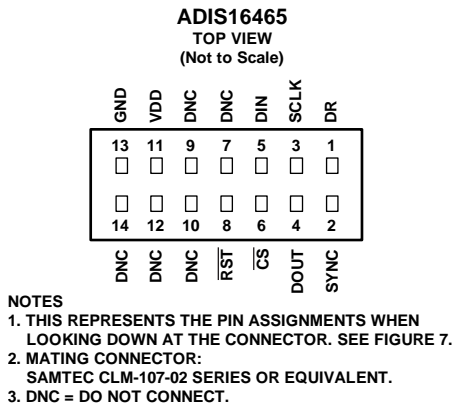 ADIS16465
TOP VIEW
(Not to Scale)
GND VDD DNC DNC DIN SCLK DR
13 11 9 7 5 3 1
14 12 10 8 6 4 2
DNC DNC DNC RST CS DOUT SYNC
NOTES
1. THIS REPRESENTS THE PIN ASSIGNMENTS WHEN
LOOKING DOWN AT THE CONNECTOR. SEE FIGURE 7.
2. MATING CONNECTOR:
SAMTEC CLM-107-02 SERIES OR EQUIVALENT.
3. DNC = DO NOT CONNECT.